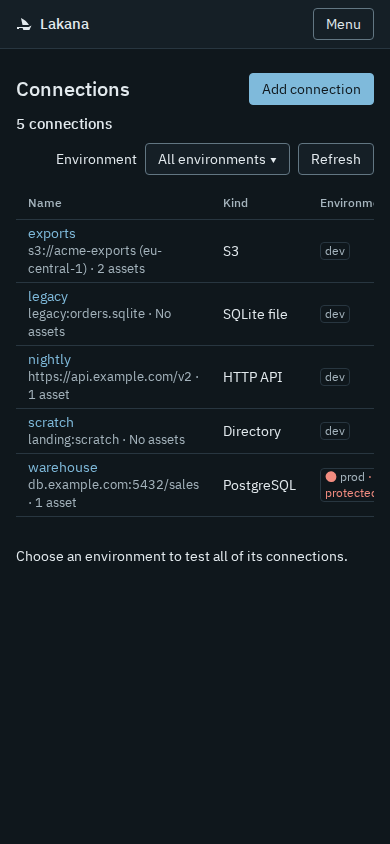 Lakana
Menu
Connections
Add connection
5 connections
Environment
All environments ▾
Refresh
Name
Kind
exports
s3://acme-exports (eu-
central-1) · 2 assets
S3
dev
legacy
legacy:orders.sqlite · No
assets
SQLite file
dev
nightly
https://api.example.com/v2 ·
1 asset
HTTP API
dev
scratch
landing:scratch · No assets
Directory
dev
warehouse
db.example.com:5432/sales
· 1 asset
PostgreSQL
prod ·
protected
Choose an environment to test all of its connections.